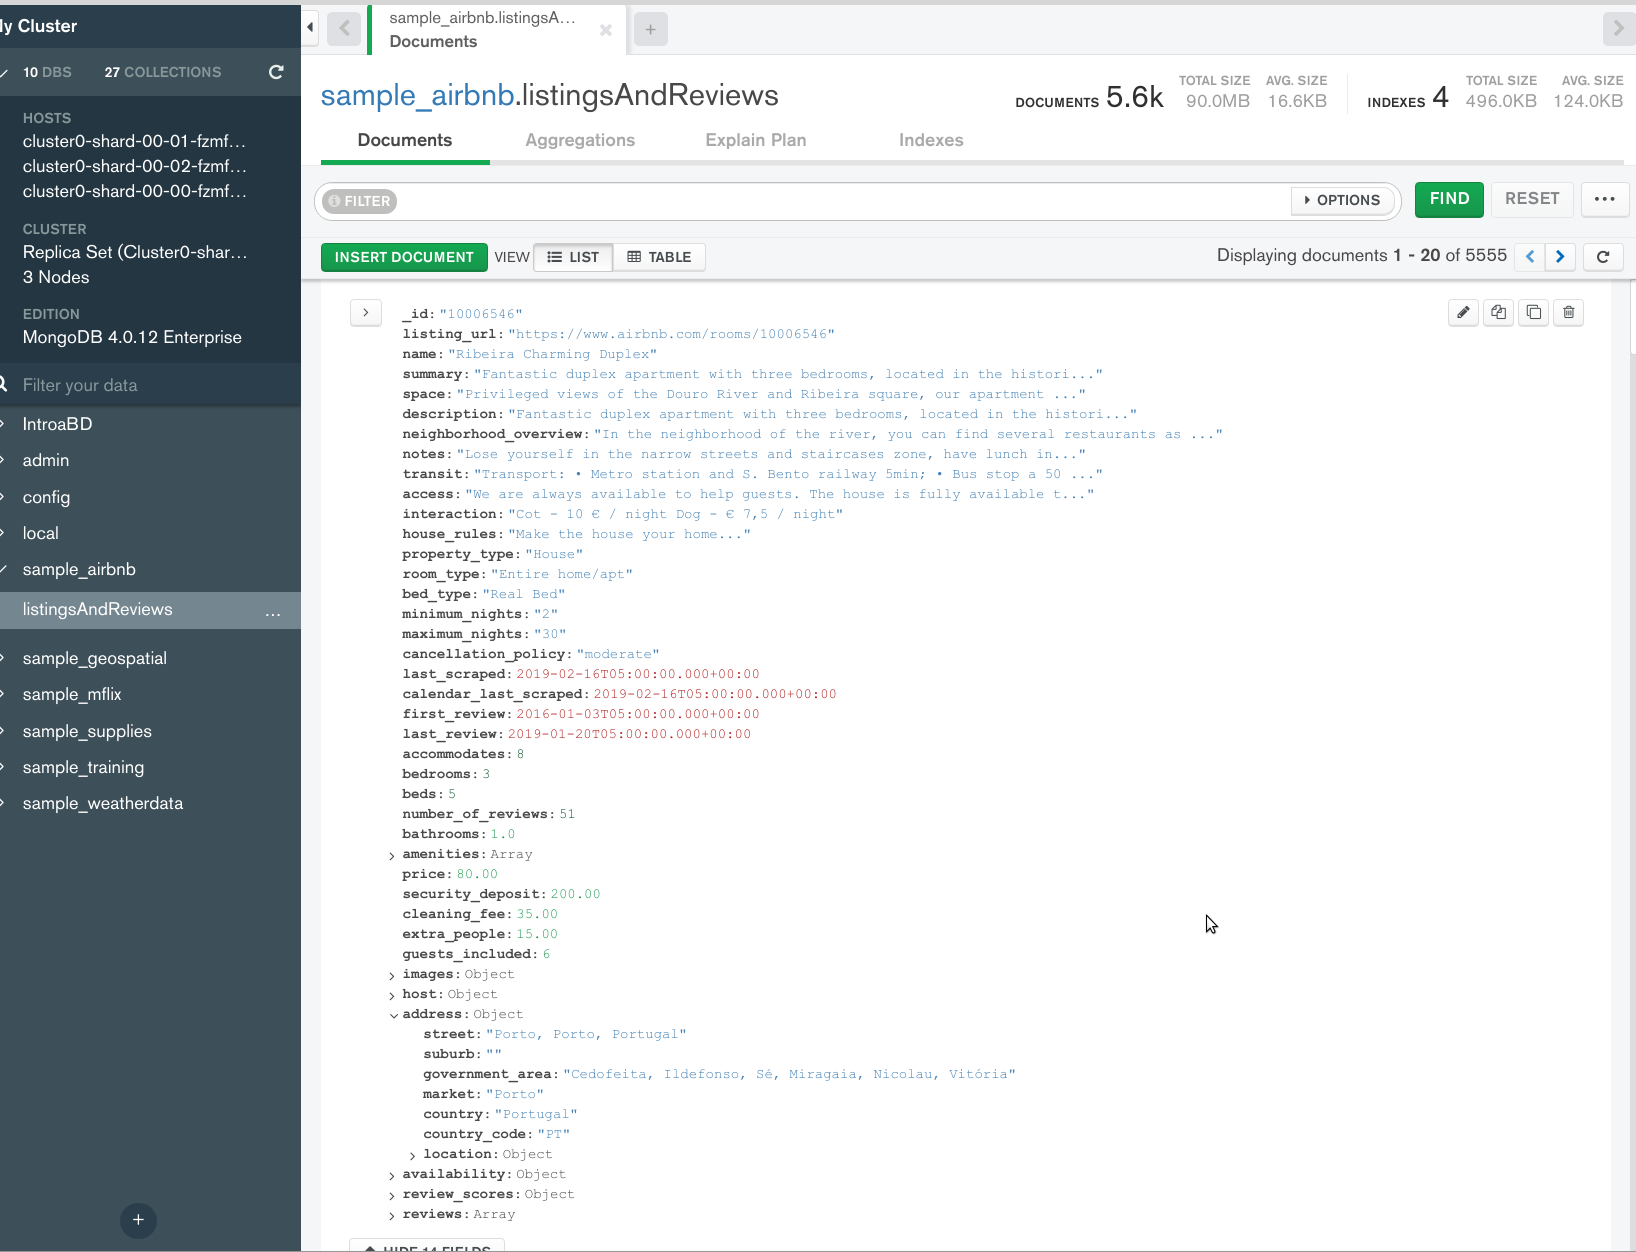 ly Cluster
10 DBS 27 COLLECTIONS
HOSTS
cluster0-shard-00-01-fzmf...
cluster0-shard-00-02-fzmf...
cluster0-shard-00-00-fzmf...
CLUSTER
Replica Set (Cluster0-shar...
3 Nodes
EDITION
MongoDB 4.0.12 Enterprise
Filter your data
IntroaBD
admin
config
local
sample_airbnb
listingsAndReviews ...
sample_geospatial
sample_mflix
sample_supplies
sample_training
sample_weatherdata
+
sample_airbnb.listingsA...
Documents
+
sample_airbnb.listingsAndReviews
DOCUMENTS 5.6k TOTAL SIZE 90.0MB AVG. SIZE 16.6KB INDEXES 4 TOTAL SIZE 496.0KB AVG. SIZE 124.0KB
Documents Aggregations Explain Plan Indexes
FILTER OPTIONS FIND RESET ...
INSERT DOCUMENT VIEW LIST TABLE Displaying documents 1 - 20 of 5555
_id: "10006546"
listing_url: "https://www.airbnb.com/rooms/10006546"
name: "Ribeira Charming Duplex"
summary: "Fantastic duplex apartment with three bedrooms, located in the histori..."
space: "Privileged views of the Douro River and Ribeira square, our apartment ..."
description: "Fantastic duplex apartment with three bedrooms, located in the histori..."
neighborhood_overview: "In the neighborhood of the river, you can find several restaurants as ..."
notes: "Lose yourself in the narrow streets and staircases zone, have lunch in..."
transit: "Transport: • Metro station and S. Bento railway 5min; • Bus stop a 50 ..."
access: "We are always available to help guests. The house is fully available t..."
interaction: "Cot - 10 € / night Dog - € 7,5 / night"
house_rules: "Make the house your home..."
property_type: "House"
room_type: "Entire home/apt"
bed_type: "Real Bed"
minimum_nights: "2"
maximum_nights: "30"
cancellation_policy: "moderate"
last_scraped: 2019-02-16T05:00:00.000+00:00
calendar_last_scraped: 2019-02-16T05:00:00.000+00:00
first_review: 2016-01-03T05:00:00.000+00:00
last_review: 2019-01-20T05:00:00.000+00:00
accommodates: 8
bedrooms: 3
beds: 5
number_of_reviews: 51
bathrooms: 1.0
amenities: Array
price: 80.00
security_deposit: 200.00
cleaning_fee: 35.00
extra_people: 15.00
guests_included: 6
images: Object
host: Object
address: Object
street: "Porto, Porto, Portugal"
suburb: ""
government_area: "Cedofeita, Ildefonso, Sé, Miragaia, Nicolau, Vitória"
market: "Porto"
country: "Portugal"
country_code: "PT"
location: Object
availability: Object
review_scores: Object
reviews: Array
HIDE 14 FIELDS